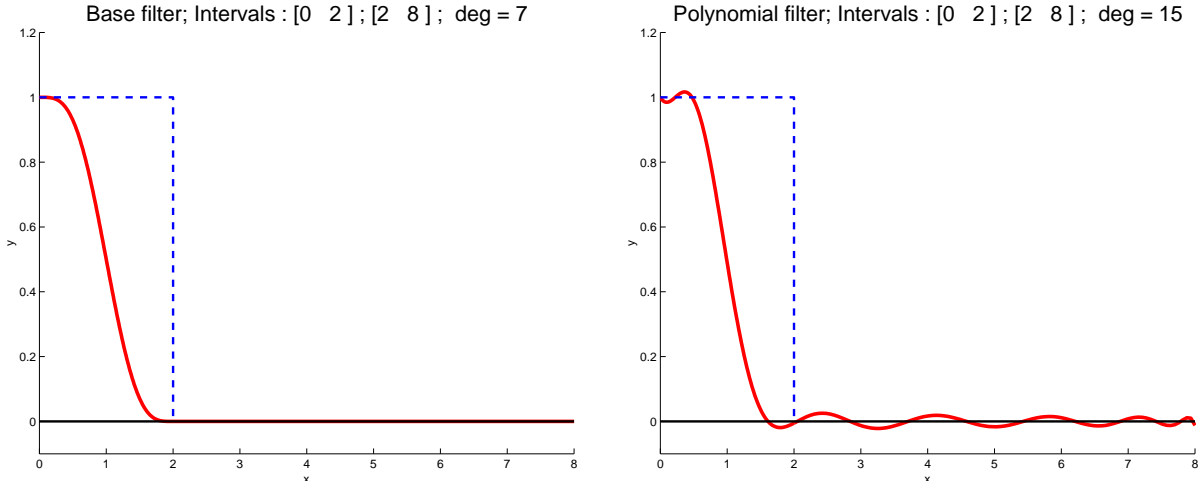 Base filter; Intervals : [0 2 ] ; [2 8 ] ; deg = 7
1.2
1
0.8
0.6
0.4
0.2
0
y
0 1 2 3 4 5 6 7 8
x
Polynomial filter; Intervals : [0 2 ] ; [2 8 ] ; deg = 15
1.2
1
0.8
0.6
0.4
0.2
0
y
0 1 2 3 4 5 6 7 8
x